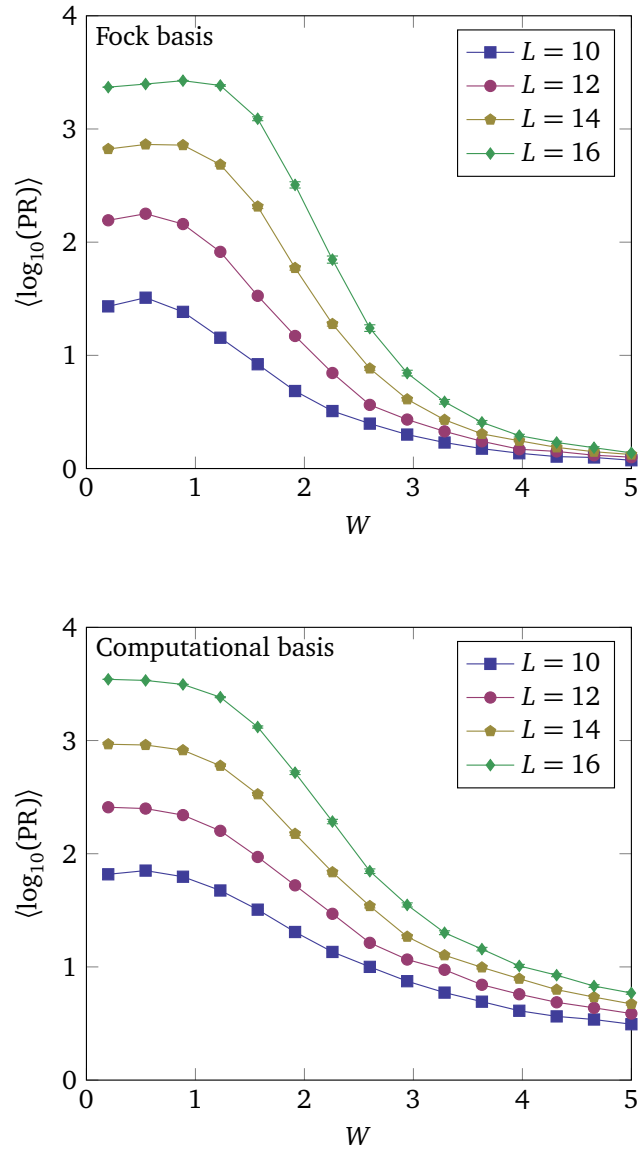 Fock basis
L = 10
L = 12
L = 14
L = 16
⟨log₁₀(PR)⟩
4
3
2
1
0
0 1 2 3 4 5
W
Computational basis
L = 10
L = 12
L = 14
L = 16
⟨log₁₀(PR)⟩
4
3
2
1
0
0 1 2 3 4 5
W